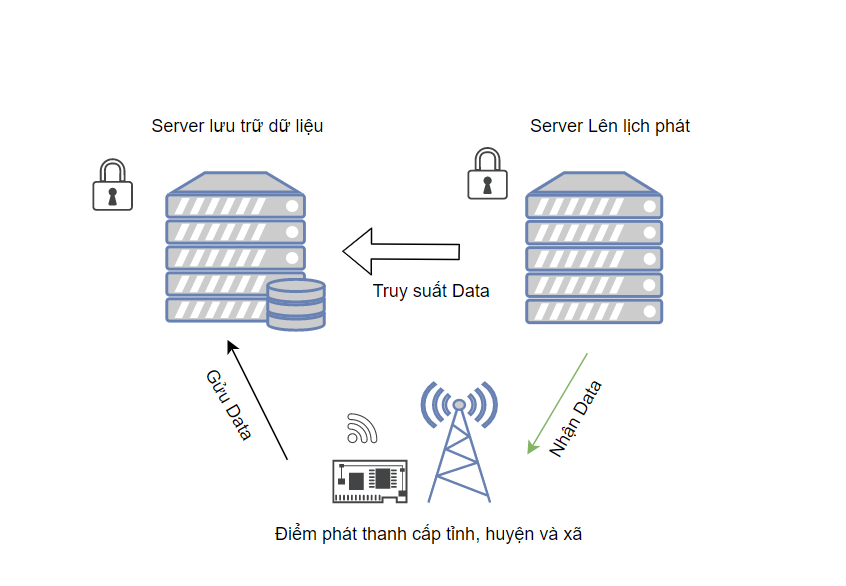 Server lưu trữ dữ liệu
Server Lên lịch phát
Truy suất Data
Gửu Data
Nhận Data
Điểm phát thanh cấp tỉnh, huyện và xã